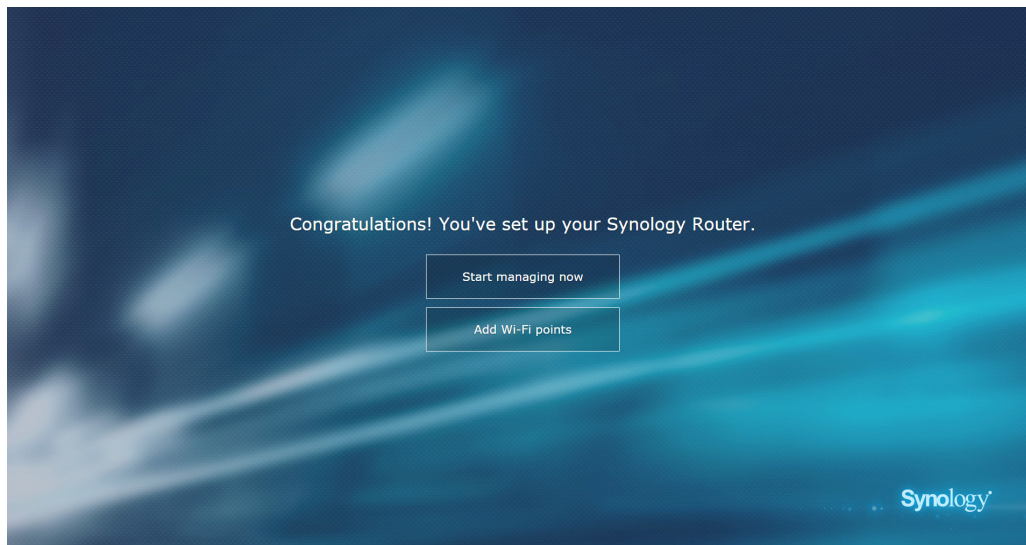 Congratulations! You've set up your Synology Router.
Start managing now
Add Wi-Fi points
Synology